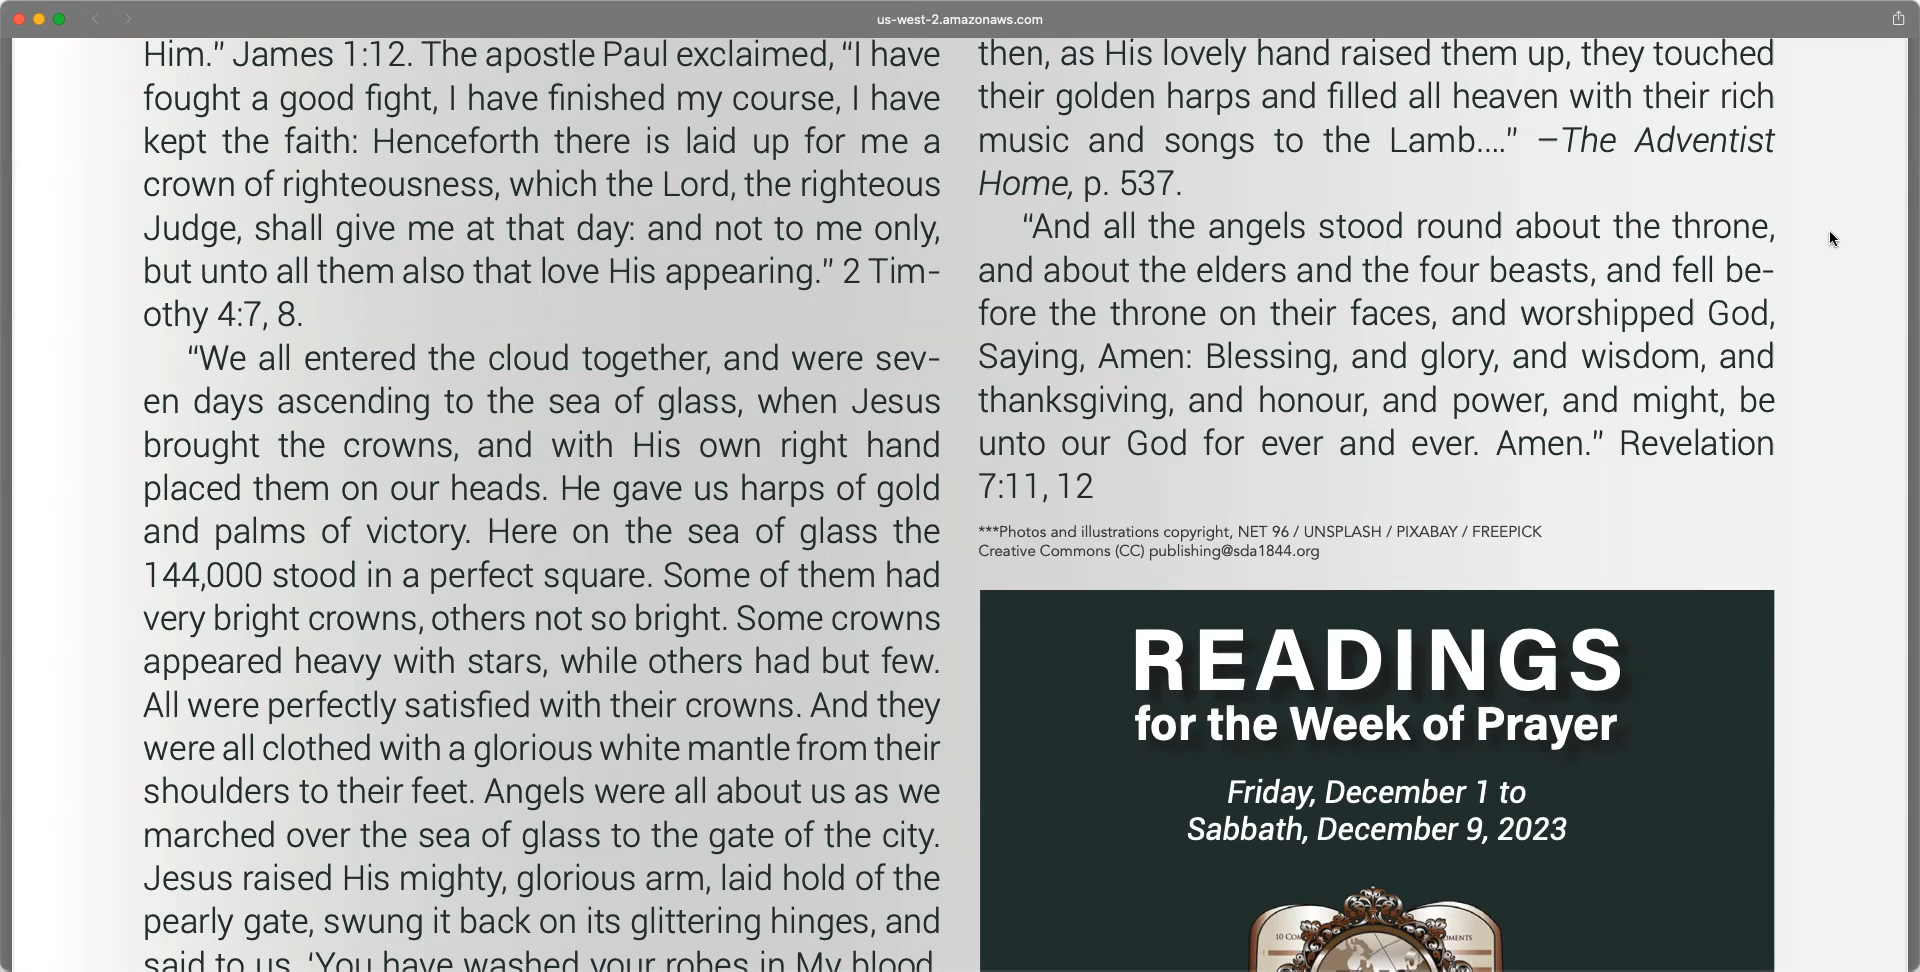 us-west-2.amazonaws.com
Him.” James 1:12. The apostle Paul exclaimed, “I have
fought a good fight, I have finished my course, I have
kept the faith: Henceforth there is laid up for me a
crown of righteousness, which the Lord, the righteous
Judge, shall give me at that day: and not to me only,
but unto all them also that love His appearing.” 2 Tim-
othy 4:7, 8.
“We all entered the cloud together, and were sev-
en days ascending to the sea of glass, when Jesus
brought the crowns, and with His own right hand
placed them on our heads. He gave us harps of gold
and palms of victory. Here on the sea of glass the
144,000 stood in a perfect square. Some of them had
very bright crowns, others not so bright. Some crowns
appeared heavy with stars, while others had but few.
All were perfectly satisfied with their crowns. And they
were all clothed with a glorious white mantle from their
shoulders to their feet. Angels were all about us as we
marched over the sea of glass to the gate of the city.
Jesus raised His mighty, glorious arm, laid hold of the
pearly gate, swung it back on its glittering hinges, and
said to us, ‘You have washed your robes in My blood,
then, as His lovely hand raised them up, they touched
their golden harps and filled all heaven with their rich
music and songs to the Lamb....” –The Adventist
Home, p. 537.
“And all the angels stood round about the throne,
and about the elders and the four beasts, and fell be-
fore the throne on their faces, and worshipped God,
Saying, Amen: Blessing, and glory, and wisdom, and
thanksgiving, and honour, and power, and might, be
unto our God for ever and ever. Amen.” Revelation
7:11, 12
***Photos and illustrations copyright, NET 96 / UNSPLASH / PIXABAY / FREEPICK
Creative Commons (CC) publishing@sda1844.org
READINGS
for the Week of Prayer
Friday, December 1 to
Sabbath, December 9, 2023